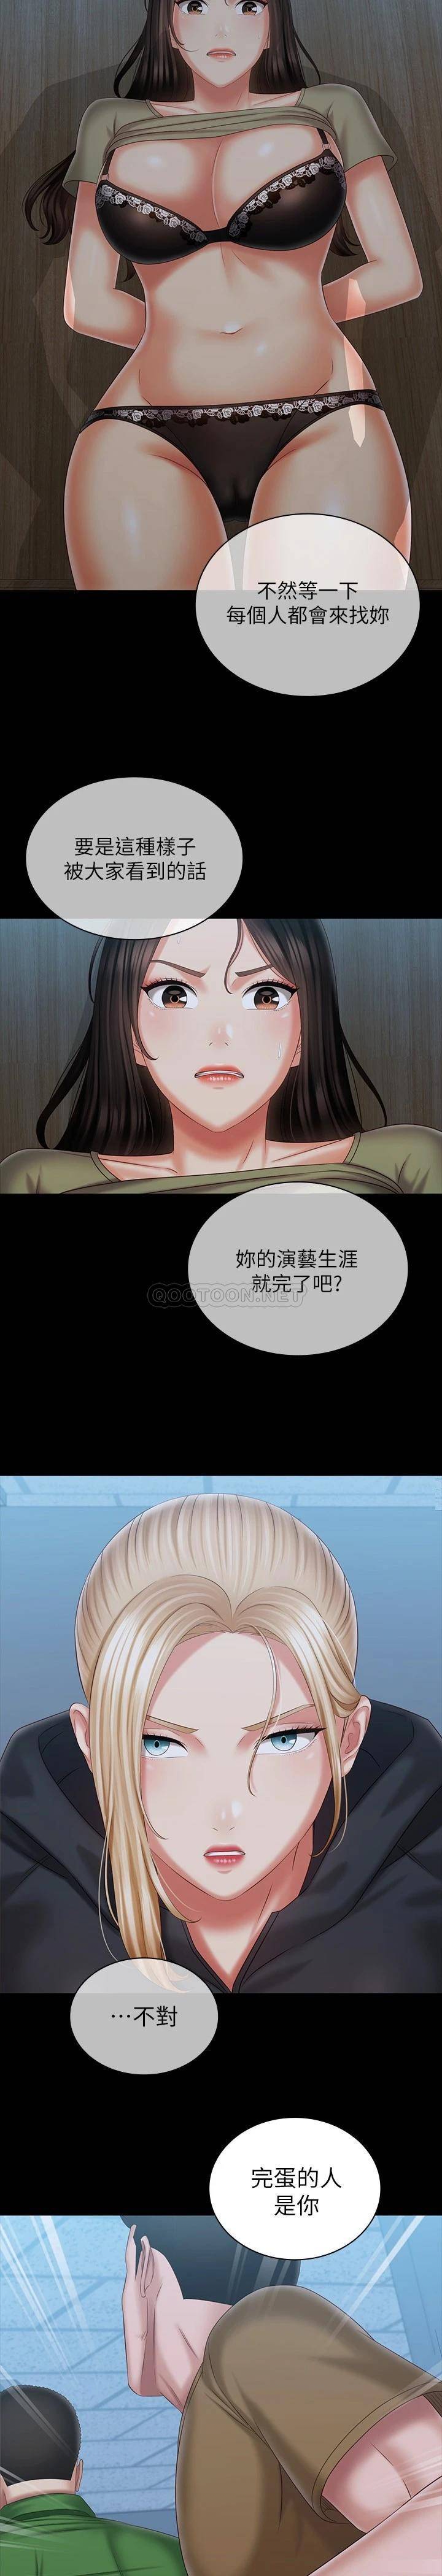 不然等一下
每個人都會來找妳
要是這種樣子
被大家看到的話
妳的演藝生涯
就完了吧?
QOOTOON.NET
…不對
完蛋的人
是你